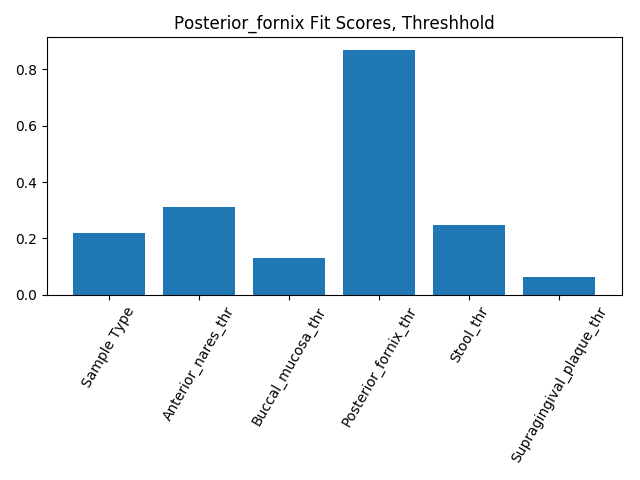 Posterior_fornix Fit Scores, Threshhold
0.8
0.6
0.4
0.2
0.0
Sample Type
Anterior_nares_thr
Buccal_mucosa_thr
Posterior_fornix_thr
Stool_thr
Supragingival_plaque_thr